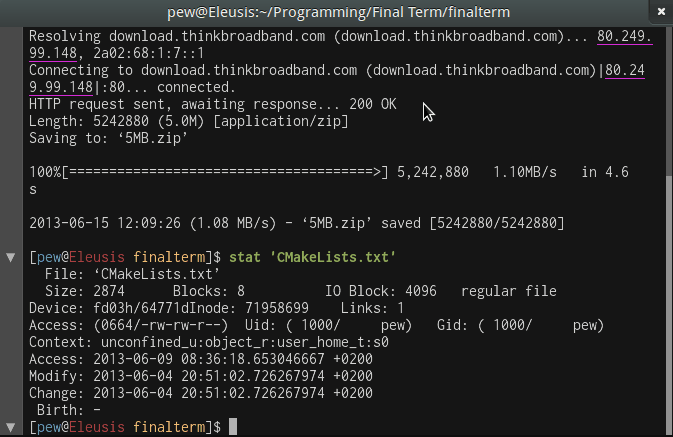 pew@Eleusis:~/Programming/Final Term/finalterm
Resolving download.thinkbroadband.com (download.thinkbroadband.com)... 80.249.
99.148, 2a02:68:1:7::1
Connecting to download.thinkbroadband.com (download.thinkbroadband.com)|80.24
9.99.148|:80... connected.
HTTP request sent, awaiting response... 200 OK
Length: 5242880 (5.0M) [application/zip]
Saving to: ‘5MB.zip’
100%[======================================>] 5,242,880   1.10MB/s   in 4.6
s
2013-06-15 12:09:26 (1.08 MB/s) - ‘5MB.zip’ saved [5242880/5242880]
[pew@Eleusis finalterm]$ stat 'CMakeLists.txt'
  File: ‘CMakeLists.txt’
  Size: 2874      Blocks: 8          IO Block: 4096   regular file
Device: fd03h/64771dInode: 71958699    Links: 1
Access: (0664/-rw-rw-r--)  Uid: ( 1000/     pew)   Gid: ( 1000/     pew)
Context: unconfined_u:object_r:user_home_t:s0
Access: 2013-06-09 08:36:18.653046667 +0200
Modify: 2013-06-04 20:51:02.726267974 +0200
Change: 2013-06-04 20:51:02.726267974 +0200
 Birth: -
[pew@Eleusis finalterm]$